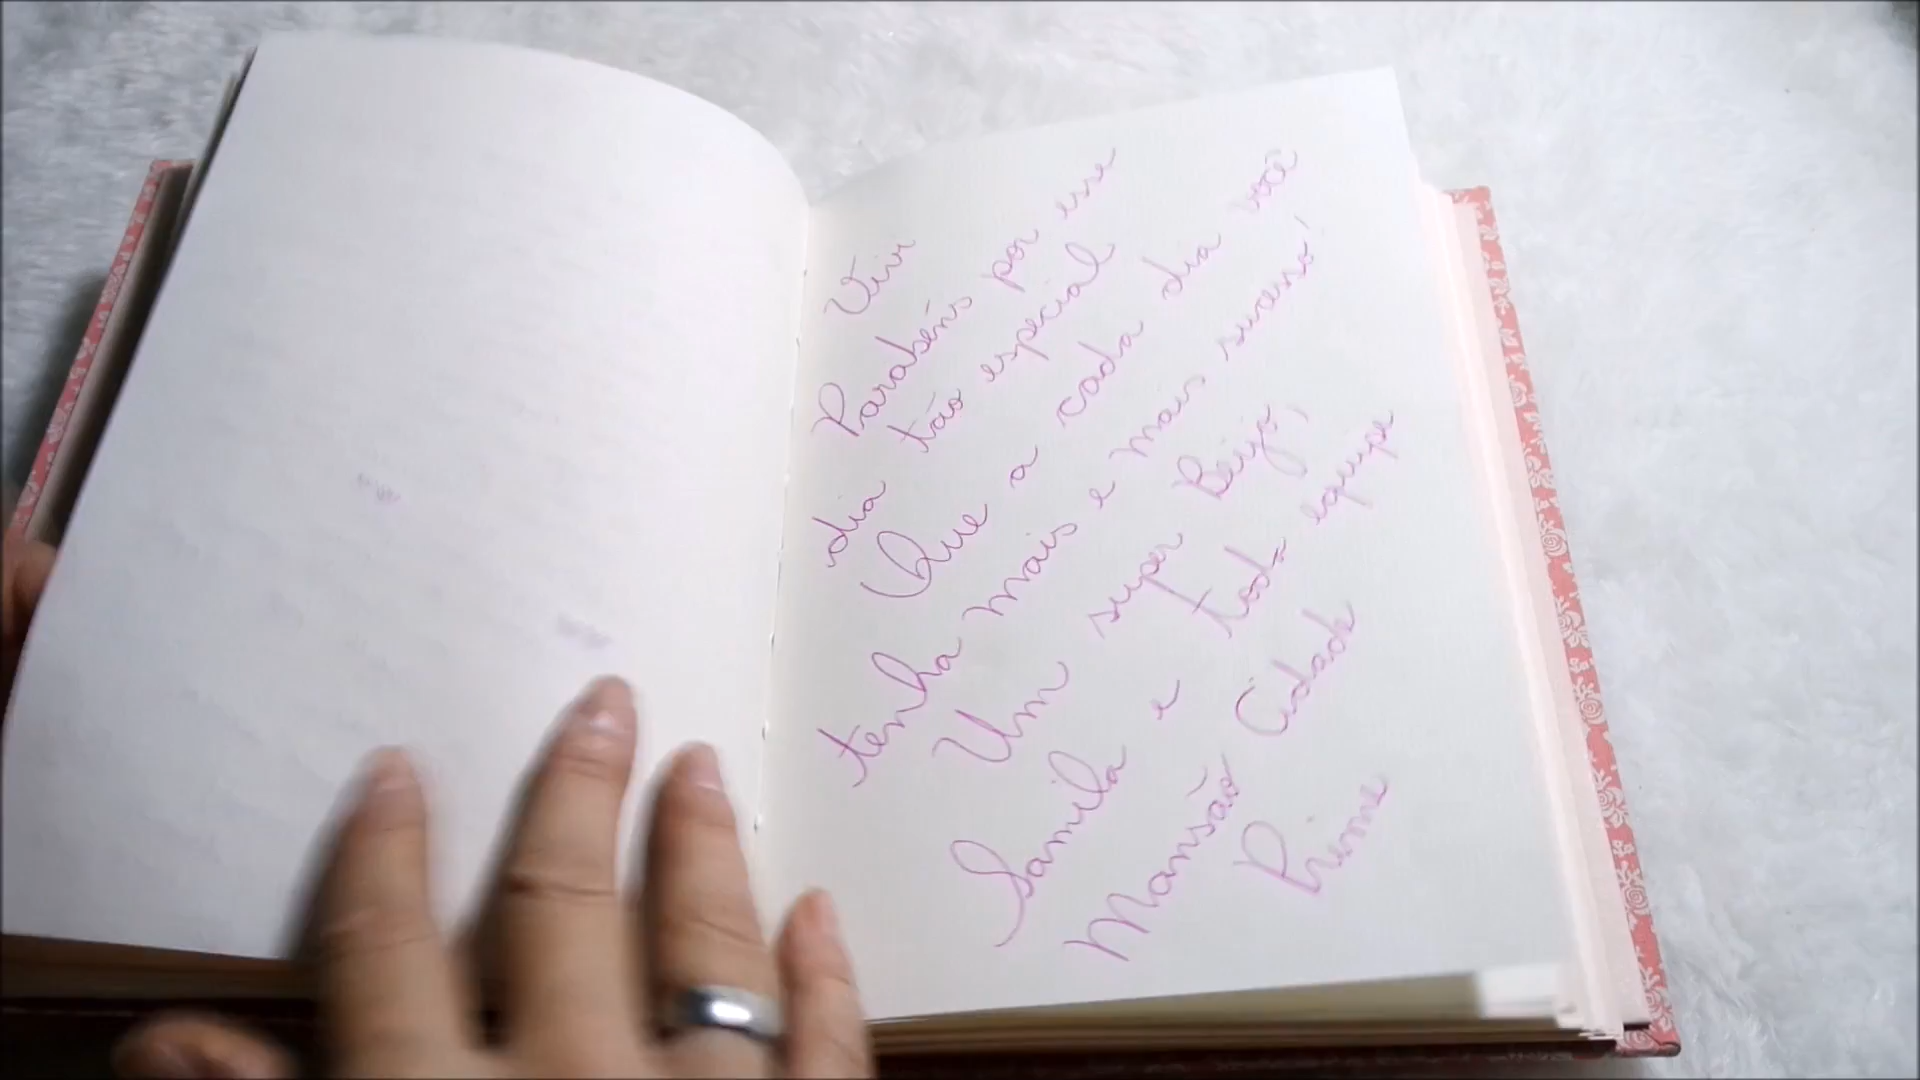 Vivi
Parabéns por esse
dia tão especial
Que a cada dia você
tenha mais e mais sucesso!
Um super Beijo,
Samila e toda equipe
Mansão Cidade
Prime